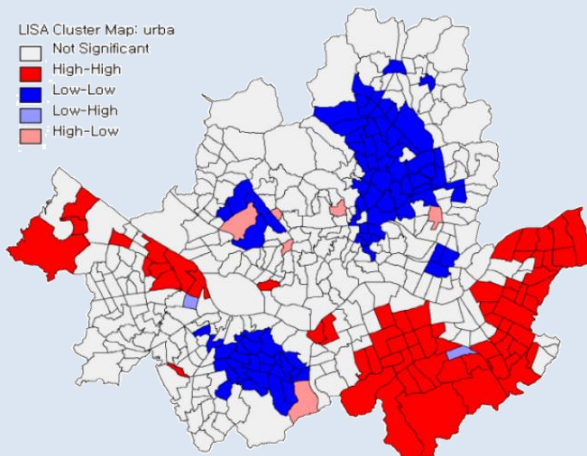 LISA Cluster Map: urba
Not Significant
High-High
Low-Low
Low-High
High-Low